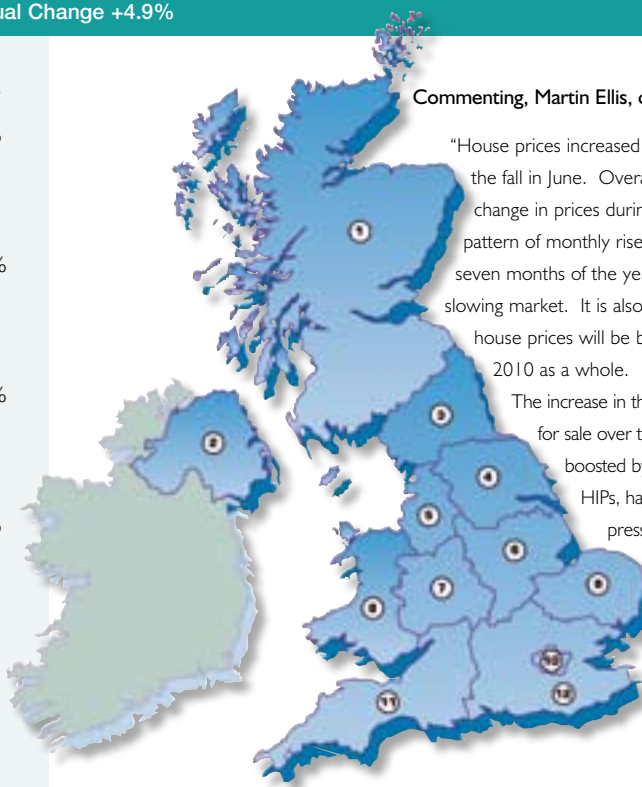 ual Change +4.9%
%
%
Commenting, Martin Ellis,
“House prices increased
the fall in June. Overa
change in prices durin
pattern of monthly rise
seven months of the ye
slowing market. It is also
house prices will be b
2010 as a whole.
The increase in th
for sale over t
boosted by
HIPs, ha
press
1
2
3
4
5
6
7
8
9
10
11
12